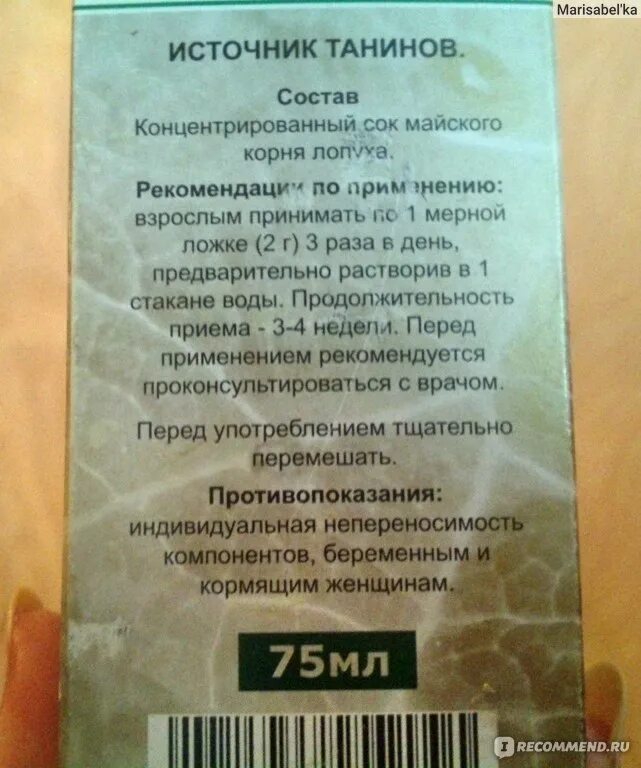 Marisabel'ka
ИСТОЧНИК ТАНИНОВ.
Состав
Концентрированный сок майского
корня лопуха.
Рекомендации по применению:
взрослым принимать по 1 мерной
ложке (2 г) 3 раза в день,
предварительно растворив в 1
стакане воды. Продолжительность
приема - 3-4 недели. Перед
применением рекомендуется
проконсультироваться с врачом.
Перед употреблением тщательно
перемешать.
Противопоказания:
индивидуальная непереносимость
компонентов, беременным и
кормящим женщинам.
75мл
I RECOMMEND.RU